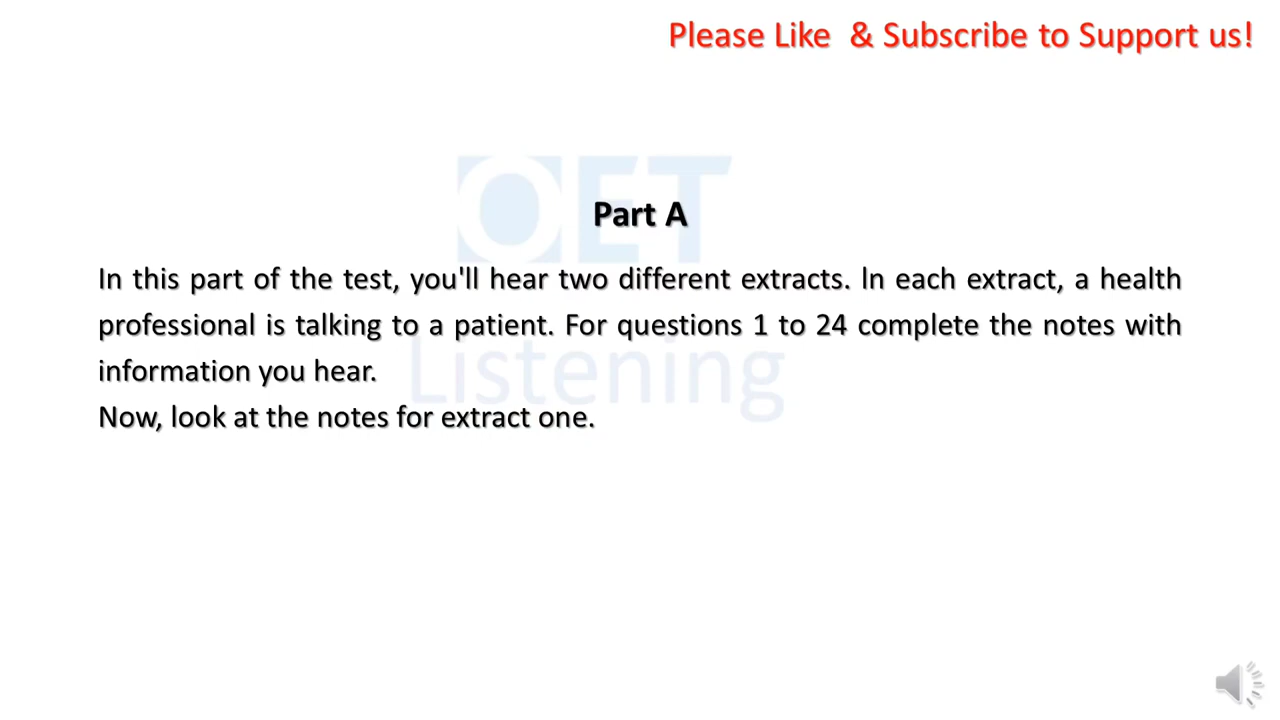 Please Like & Subscribe to Support us!
OET
Part A
In this part of the test, you'll hear two different extracts. In each extract, a health
professional is talking to a patient. For questions 1 to 24 complete the notes with
information you hear.
Listening
Now, look at the notes for extract one.